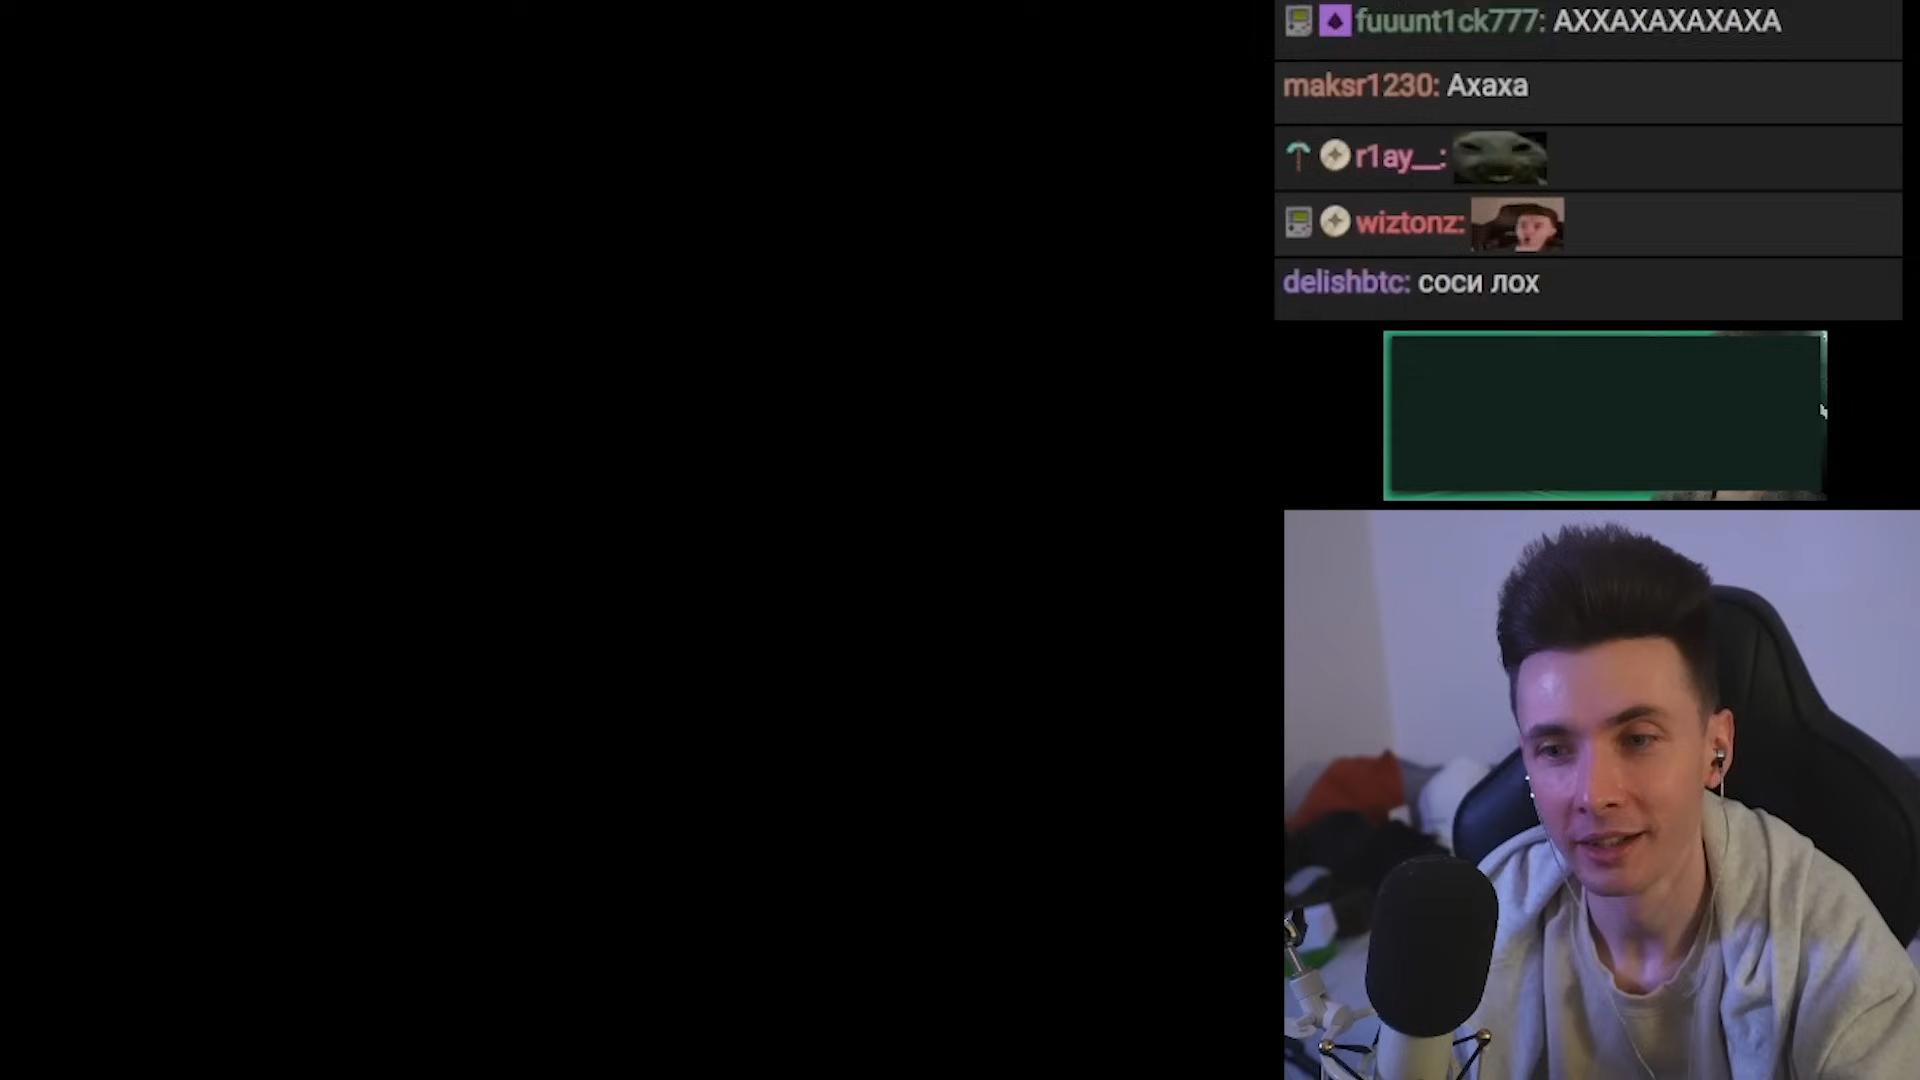 fuuunt1ck777: АХХАХАХАХАХА
maksr1230: Ахаха
r1ay__:
wiztonz:
delishbtc: соси лох